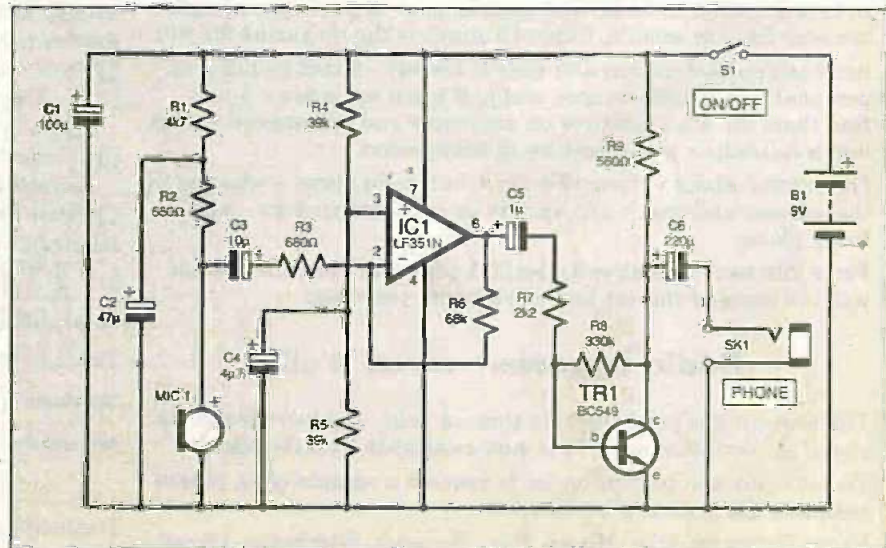 S1
ON/OFF
C1
100µ
R1
4k7
R4
39k
R9
560Ω
R2
560Ω
B1
9V
C3
10µ
R3
680Ω
3
2
7
IC1
LF351N
4
6
C5
1µ
C6
220µ
C2
47µ
R6
68k
R7
2k2
R8
330k
SK1
C4
4µ7
TR1
BC549
PHONE
MIC1
R5
39k
b
c
e